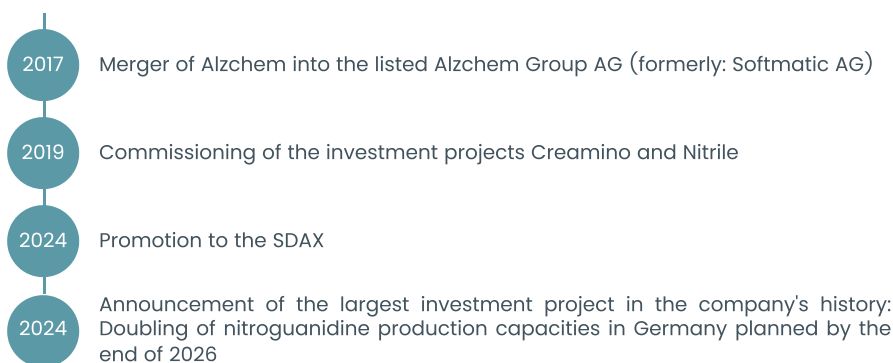 2017
Merger of Alzchem into the listed Alzchem Group AG (formerly: Softmatic AG)
2019
Commissioning of the investment projects Creamino and Nitrile
2024
Promotion to the SDAX
2024
Announcement of the largest investment project in the company's history:
Doubling of nitroguanidine production capacities in Germany planned by the
end of 2026